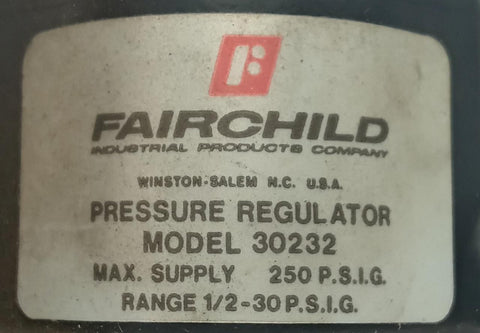 FAIRCHILD
INDUSTRIAL PRODUCTS COMPANY
WINSTON-SALEM N.C. U.S.A.
PRESSURE REGULATOR
MODEL 30232
MAX. SUPPLY 250 P.S.I.G.
RANGE 1/2-30 P.S.I.G.